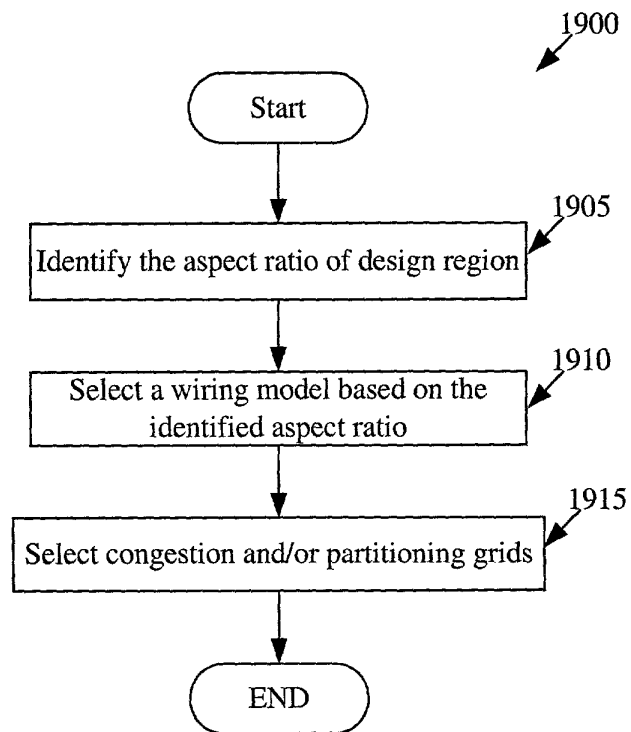 1900
Start
1905
Identify the aspect ratio of design region
1910
Select a wiring model based on the
identified aspect ratio
1915
Select congestion and/or partitioning grids
END